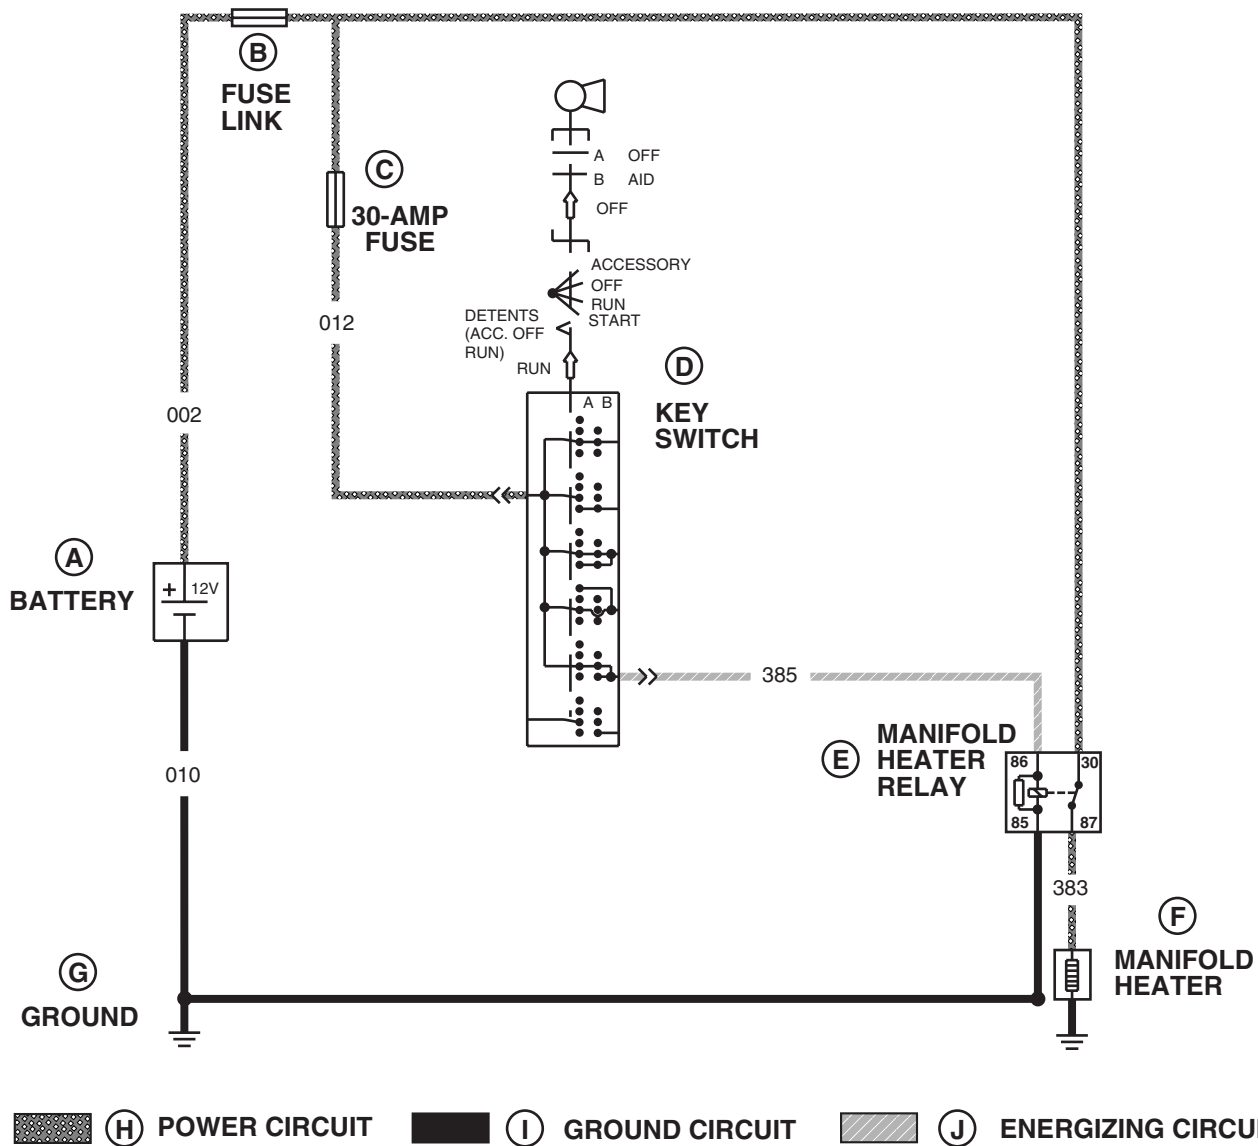 B
FUSE
LINK
C
30-AMP
FUSE
A OFF
B AID
OFF
ACCESSORY
OFF
RUN
START
DETENTS
(ACC. OFF
RUN)
RUN
012
002
D
KEY
SWITCH
A B
A
BATTERY
+ 12V
385
010
E
MANIFOLD
HEATER
RELAY
86 30
85 87
383
F
MANIFOLD
HEATER
G
GROUND
H POWER CIRCUIT
I GROUND CIRCUIT
J ENERGIZING CIRCU